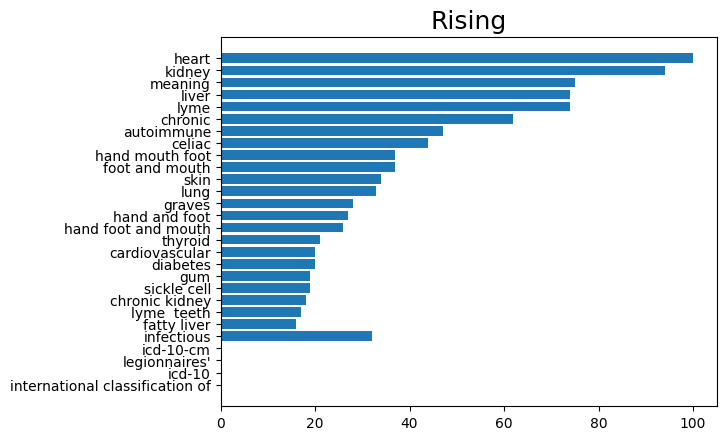 Rising
heart
kidney
meaning
liver
lyme
chronic
autoimmune
celiac
hand mouth foot
foot and mouth
skin
lung
graves
hand and foot
hand foot and mouth
thyroid
cardiovascular
diabetes
gum
sickle cell
chronic kidney
lyme  teeth
fatty liver
infectious
icd-10-cm
legionnaires'
icd-10
international classification of
0 20 40 60 80 100